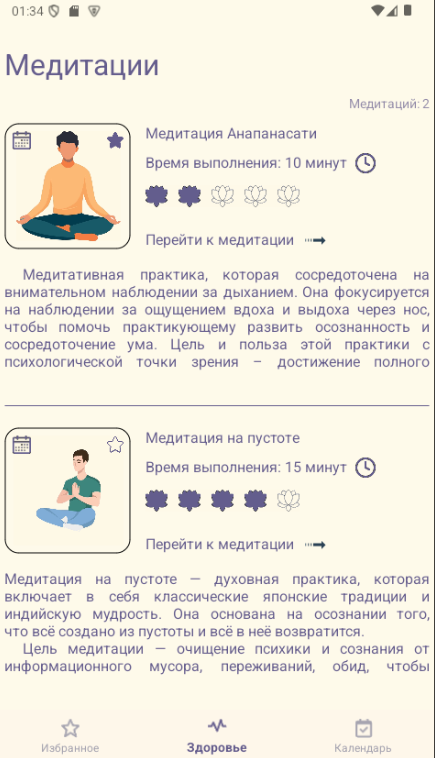 01:34
Медитации
Медитаций: 2
Медитация Анапанасати
Время выполнения: 10 минут
Перейти к медитации
Медитативная практика, которая сосредоточена на
внимательном наблюдении за дыханием. Она фокусируется
на наблюдении за ощущением вдоха и выдоха через нос,
чтобы помочь практикующему развить осознанность и
сосредоточение ума. Цель и польза этой практики с
психологической точки зрения – достижение полного
Медитация на пустоте
Время выполнения: 15 минут
Перейти к медитации
Медитация на пустоте — духовная практика, которая
включает в себя классические японские традиции и
индийскую мудрость. Она основана на осознании того,
что всё создано из пустоты и всё в неё возвратится.
Цель медитации — очищение психики и сознания от
информационного мусора, переживаний, обид, чтобы
Избранное
Здоровье
Календарь